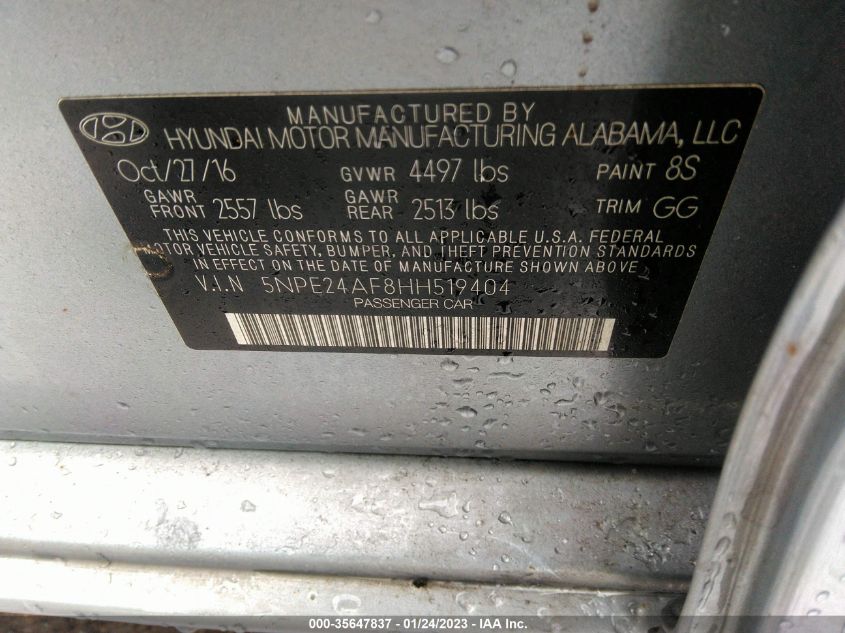 MANUFACTURED BY
HYUNDAI MOTOR MANUFACTURING ALABAMA, LLC
Oct/27/16 GVWR 4497 lbs PAINT 8S
GAWR FRONT 2557 lbs GAWR REAR 2513 lbs TRIM GG
THIS VEHICLE CONFORMS TO ALL APPLICABLE U.S.A. FEDERAL
MOTOR VEHICLE SAFETY, BUMPER, AND THEFT PREVENTION STANDARDS
IN EFFECT ON THE DATE OF MANUFACTURE SHOWN ABOVE.
V.I.N 5NPE24AF8HH519404
PASSENGER CAR
000-35647837 - 01/24/2023 - IAA Inc.